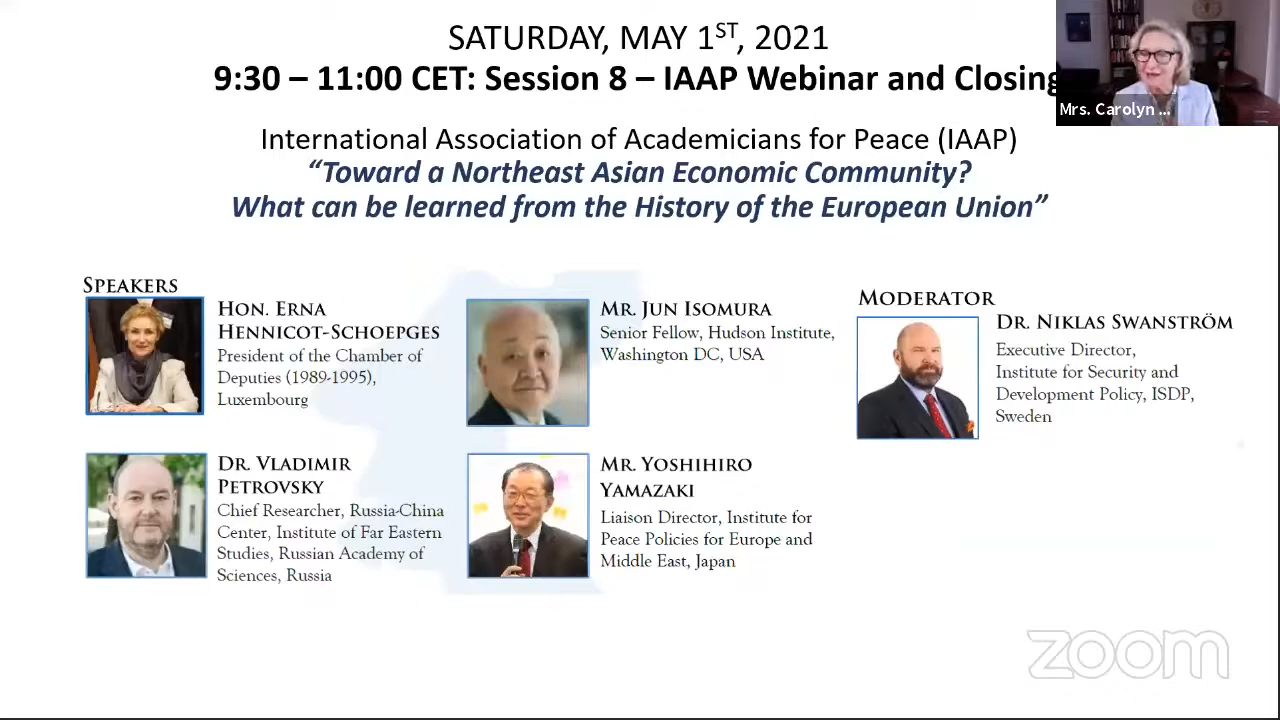 SATURDAY, MAY 1ST, 2021
9:30 – 11:00 CET: Session 8 – IAAP Webinar and Closing
Mrs. Carolyn ...
International Association of Academicians for Peace (IAAP)
“Toward a Northeast Asian Economic Community?
What can be learned from the History of the European Union”
SPEAKERS
HON. ERNA
HENNICOT-SCHOEPGES
President of the Chamber of
Deputies (1989-1995),
Luxembourg
MR. JUN ISOMURA
Senior Fellow, Hudson Institute,
Washington DC, USA
MODERATOR
DR. NIKLAS SWANSTRÖM
Executive Director,
Institute for Security and
Development Policy, ISDP,
Sweden
DR. VLADIMIR
PETROVSKY
Chief Researcher, Russia-China
Center, Institute of Far Eastern
Studies, Russian Academy of
Sciences, Russia
MR. YOSHIHIRO
YAMAZAKI
Liaison Director, Institute for
Peace Policies for Europe and
Middle East, Japan
zoom